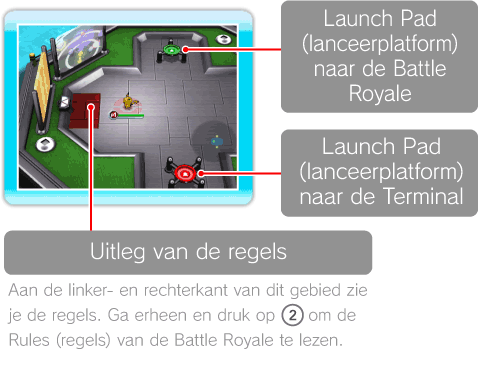 Launch Pad
(lanceerplatform)
naar de Battle
Royale
Launch Pad
(lanceerplatform)
naar de Terminal
Uitleg van de regels
Aan de linker- en rechterkant van dit gebied zie
je de regels. Ga erheen en druk op 2 om de
Rules (regels) van de Battle Royale te lezen.